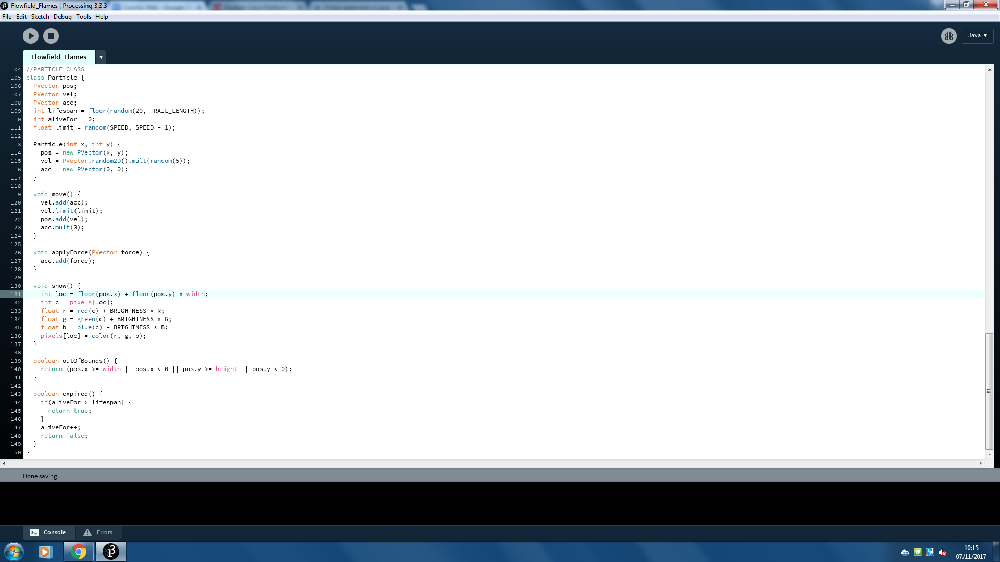 Flowfield_Flames | Processing 3.3.3
File Edit Sketch Debug Tools Help
Java ▼
Flowfield_Flames ▼
104 //PARTICLE CLASS
105 class Particle {
106   PVector pos;
107   PVector vel;
108   PVector acc;
109   int lifespan = floor(random(20, TRAIL_LENGTH));
110   int aliveFor = 0;
111   float limit = random(SPEED, SPEED + 1);
112
113   Particle(int x, int y) {
114     pos = new PVector(x, y);
115     vel = PVector.random2D().mult(random(5));
116     acc = new PVector(0, 0);
117   }
118
119   void move() {
120     vel.add(acc);
121     vel.limit(limit);
122     pos.add(vel);
123     acc.mult(0);
124   }
125
126   void applyForce(PVector force) {
127     acc.add(force);
128   }
129
130   void show() {
131     int loc = floor(pos.x) + floor(pos.y) * width;
132     int c = pixels[loc];
133     float r = red(c) + BRIGHTNESS * R;
134     float g = green(c) + BRIGHTNESS * G;
135     float b = blue(c) + BRIGHTNESS * B;
136     pixels[loc] = color(r, g, b);
137   }
138
139   boolean outOfBounds() {
140     return (pos.x >= width || pos.x < 0 || pos.y >= height || pos.y < 0);
141   }
142
143   boolean expired() {
144     if(aliveFor > lifespan) {
145       return true;
146     }
147     aliveFor++;
148     return false;
149   }
150 }
Done saving.
Console Errors
10:15
07/11/2017